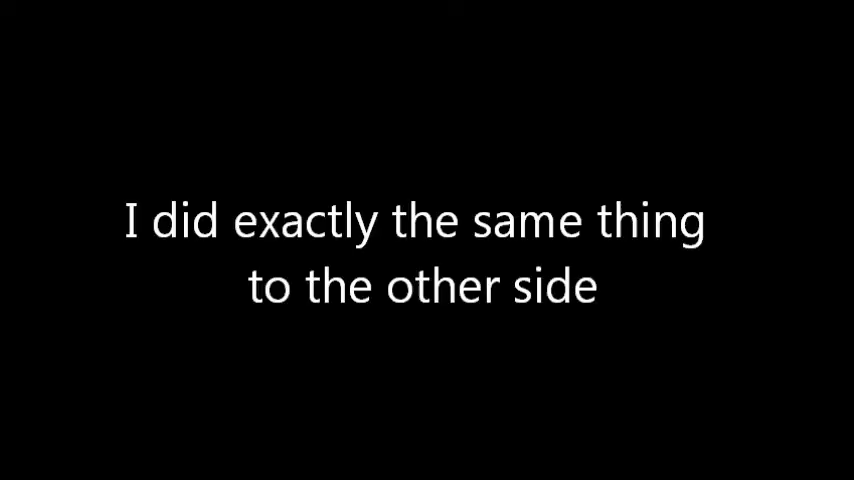 I did exactly the same thing
to the other side